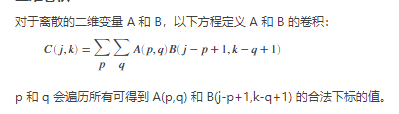 对于离散的二维变量 A 和 B，以下方程定义 A 和 B 的卷积：
C(j,k) = ∑ ∑ A(p,q)B(j − p + 1,k − q + 1)
p q
p 和 q 会遍历所有可得到 A(p,q) 和 B(j-p+1,k-q+1) 的合法下标的值。